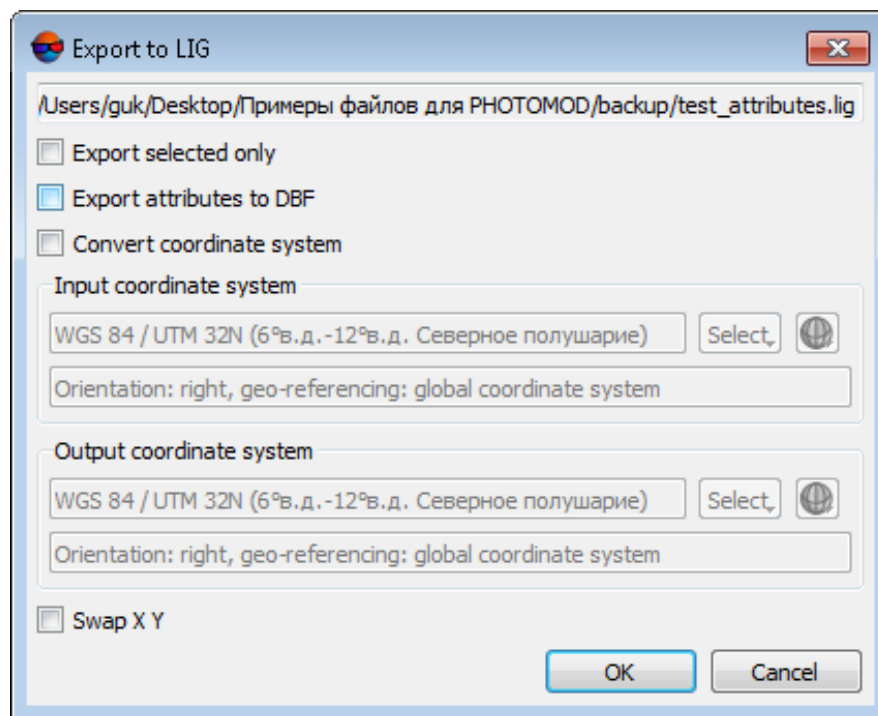 Export to LIG
/Users/guk/Desktop/Примеры файлов для PHOTOMOD/backup/test_attributes.lig
Export selected only
Export attributes to DBF
Convert coordinate system
Input coordinate system
WGS 84 / UTM 32N (6°в.д.-12°в.д. Северное полушарие) Select
Orientation: right, geo-referencing: global coordinate system
Output coordinate system
WGS 84 / UTM 32N (6°в.д.-12°в.д. Северное полушарие) Select
Orientation: right, geo-referencing: global coordinate system
Swap X Y
OK Cancel